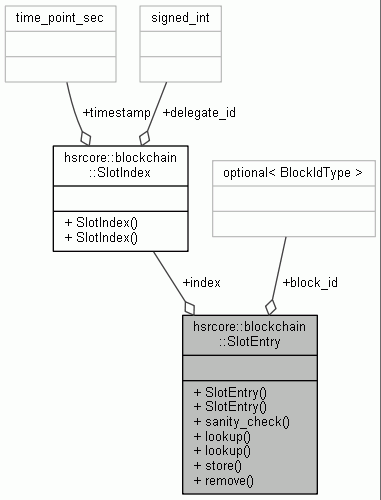 time_point_sec
signed_int
+timestamp
+delegate_id
hsrcore::blockchain
::SlotIndex
+ SlotIndex()
+ SlotIndex()
optional< BlockIdType >
+index
+block_id
hsrcore::blockchain
::SlotEntry
+ SlotEntry()
+ SlotEntry()
+ sanity_check()
+ lookup()
+ lookup()
+ store()
+ remove()